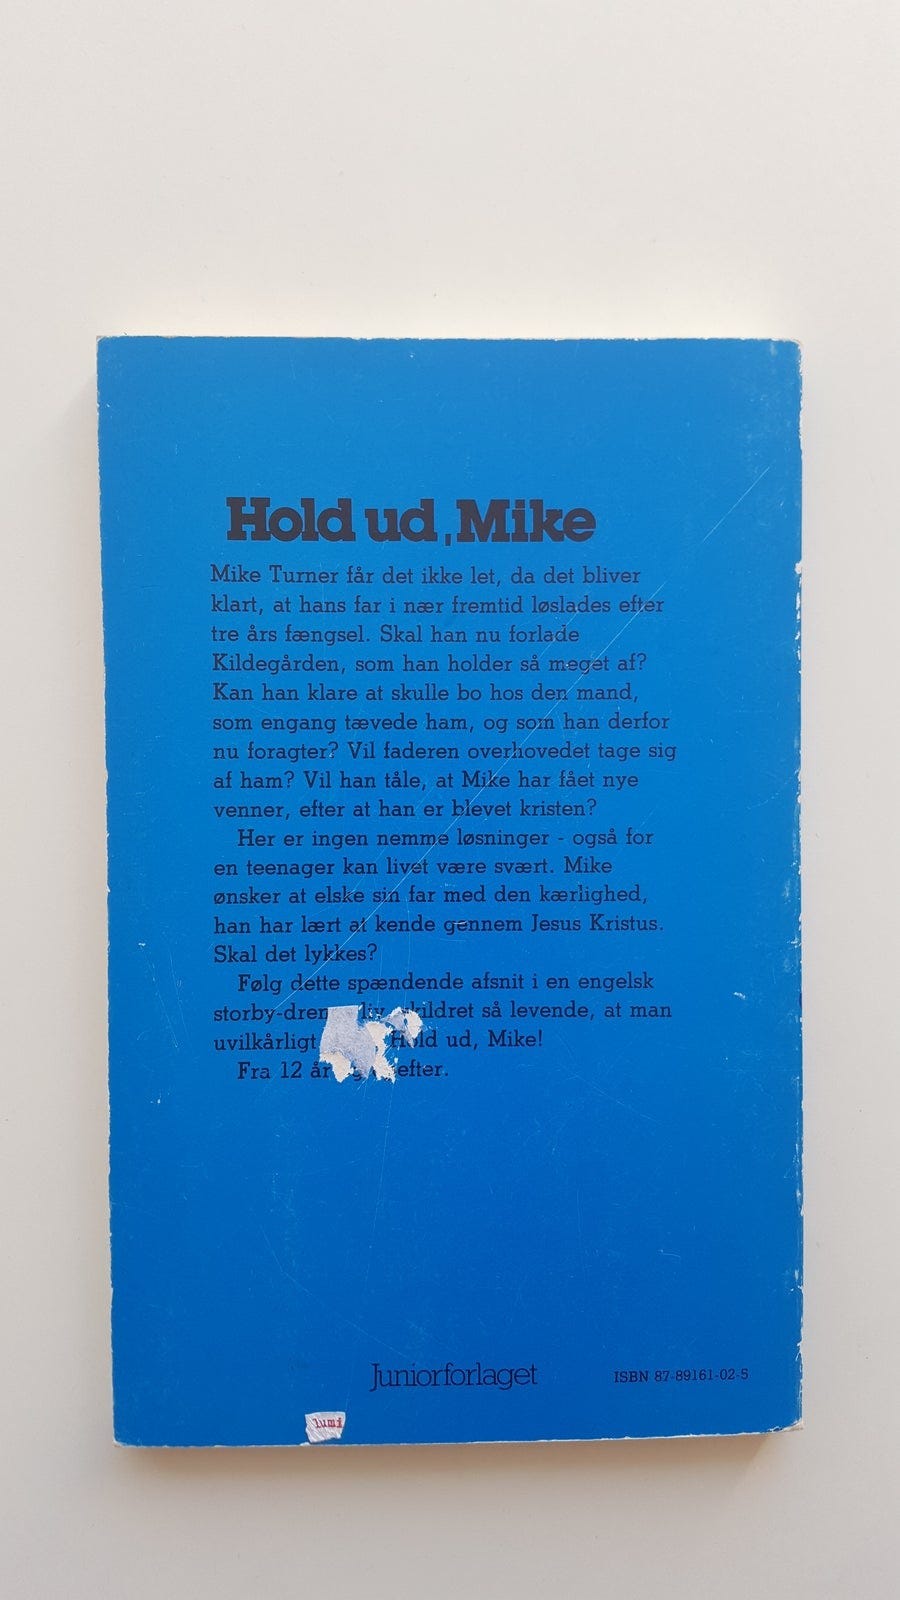 Hold ud, Mike
Mike Turner får det ikke let, da det bliver
klart, at hans far i nær fremtid løslades efter
tre års fængsel. Skal han nu forlade
Kildegården, som han holder så meget af?
Kan han klare at skulle bo hos den mand,
som engang tævede ham, og som han derfor
nu foragter? Vil faderen overhovedet tage sig
af ham? Vil han tåle, at Mike har fået nye
venner, efter at han er blevet kristen?
Her er ingen nemme løsninger - også for
en teenager kan livet være svært. Mike
ønsker at elske sin far med den kærlighed,
han har lært at kende gennem Jesus Kristus.
Skal det lykkes?
Følg dette spændende afsnit i en engelsk
så levende, at man
uvilkårligt Hold ud, Mike!
Fra 12 år
Juniorforlaget
ISBN 87-89161-02-5
lumi